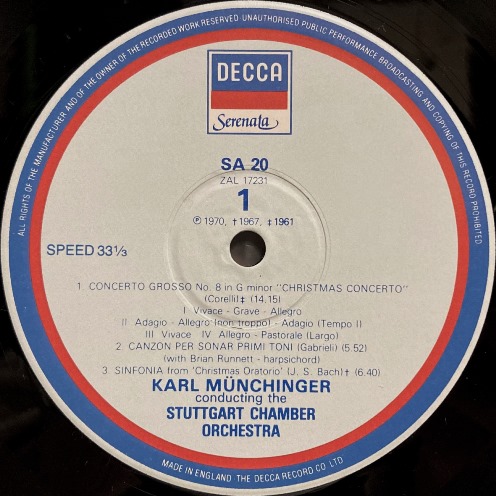 ALL RIGHTS OF THE MANUFACTURER AND OF THE OWNER OF THE RECORDED WORK RESERVED · UNAUTHORISED PUBLIC PERFORMANCE BROADCASTING AND COPYING OF THIS RECORD PROHIBITED
DECCA
Serenata
SA 20
ZAL 17231
1
℗ 1970, † 1967, ‡ 1961
SPEED 33⅓
1 CONCERTO GROSSO No. 8 in G minor "CHRISTMAS CONCERTO"
(Corelli) ‡ (14.15)
I Vivace - Grave - Allegro
II Adagio - Allegro (non troppo) - Adagio (Tempo I)
III Vivace IV Allegro - Pastorale (Largo)
2 CANZON PER SONAR PRIMI TONI (Gabrieli) (5.52)
(with Brian Runnett - harpsichord)
3 SINFONIA from 'Christmas Oratorio' (J. S. Bach) † (6.40)
KARL MÜNCHINGER
conducting the
STUTTGART CHAMBER
ORCHESTRA
MADE IN ENGLAND THE DECCA RECORD CO LTD